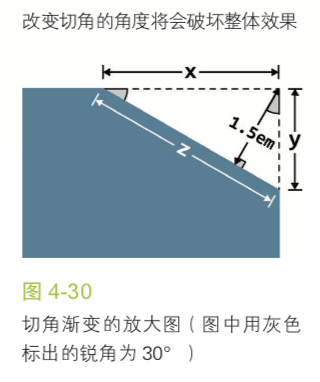 改变切角的角度将会破坏整体效果
x
1.5em
y
z
图 4-30
切角渐变的放大图（图中用灰色
标出的锐角为 30° ）